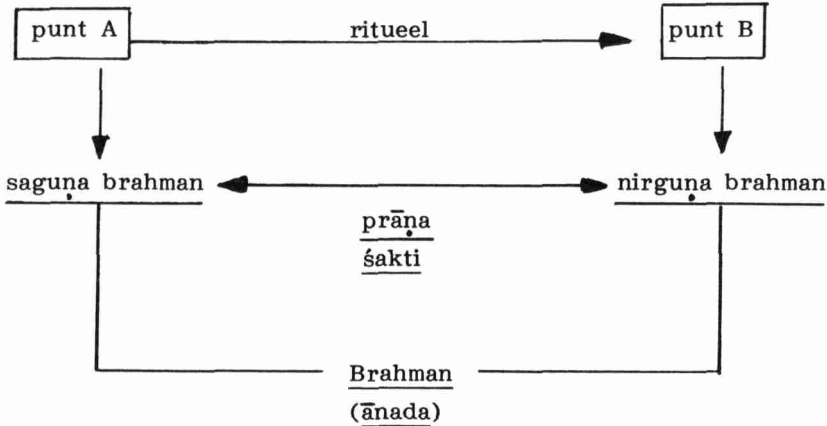 punt A ritueel punt B
saguṇa brahman nirguṇa brahman
prāṇa
śakti
Brahman
(ānada)